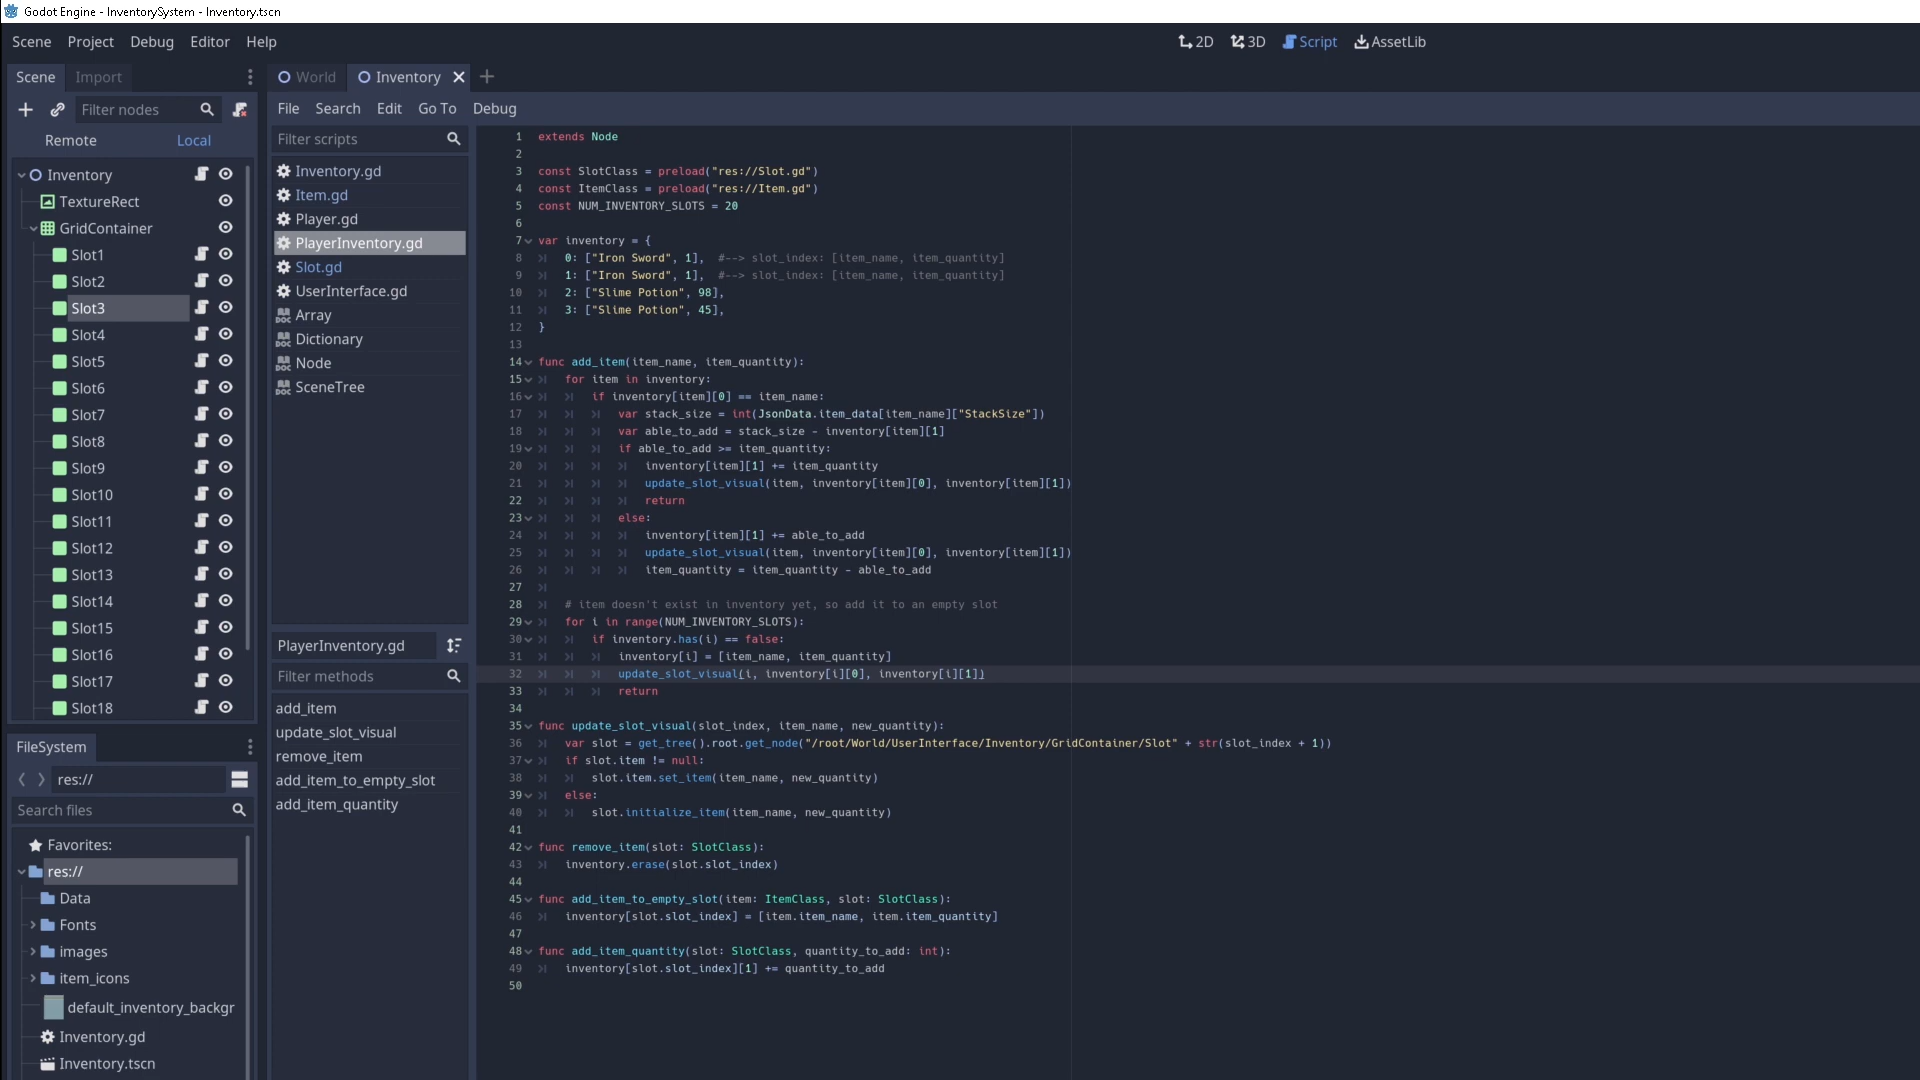 Godot Engine - InventorySystem - Inventory.tscn
Scene Project Debug Editor Help
2D 3D Script AssetLib
Scene Import
World Inventory
Filter nodes
Remote Local
Inventory
TextureRect
GridContainer
Slot1
Slot2
Slot3
Slot4
Slot5
Slot6
Slot7
Slot8
Slot9
Slot10
Slot11
Slot12
Slot13
Slot14
Slot15
Slot16
Slot17
Slot18
FileSystem
res://
Search files
Favorites:
res://
Data
Fonts
images
item_icons
default_inventory_backgr
Inventory.gd
Inventory.tscn
File Search Edit Go To Debug
Filter scripts
Inventory.gd
Item.gd
Player.gd
PlayerInventory.gd
Slot.gd
UserInterface.gd
DOC Array
DOC Dictionary
DOC Node
DOC SceneTree
PlayerInventory.gd
Filter methods
add_item
update_slot_visual
remove_item
add_item_to_empty_slot
add_item_quantity
1 extends Node
2
3 const SlotClass = preload("res://Slot.gd")
4 const ItemClass = preload("res://Item.gd")
5 const NUM_INVENTORY_SLOTS = 20
6
7 var inventory = {
8 0: ["Iron Sword", 1], #--> slot_index: [item_name, item_quantity]
9 1: ["Iron Sword", 1], #--> slot_index: [item_name, item_quantity]
10 2: ["Slime Potion", 98],
11 3: ["Slime Potion", 45],
12 }
13
14 func add_item(item_name, item_quantity):
15 for item in inventory:
16 if inventory[item][0] == item_name:
17 var stack_size = int(JsonData.item_data[item_name]["StackSize"])
18 var able_to_add = stack_size - inventory[item][1]
19 if able_to_add >= item_quantity:
20 inventory[item][1] += item_quantity
21 update_slot_visual(item, inventory[item][0], inventory[item][1])
22 return
23 else:
24 inventory[item][1] += able_to_add
25 update_slot_visual(item, inventory[item][0], inventory[item][1])
26 item_quantity = item_quantity - able_to_add
27
28 # item doesn't exist in inventory yet, so add it to an empty slot
29 for i in range(NUM_INVENTORY_SLOTS):
30 if inventory.has(i) == false:
31 inventory[i] = [item_name, item_quantity]
32 update_slot_visual(i, inventory[i][0], inventory[i][1])
33 return
34
35 func update_slot_visual(slot_index, item_name, new_quantity):
36 var slot = get_tree().root.get_node("/root/World/UserInterface/Inventory/GridContainer/Slot" + str(slot_index + 1))
37 if slot.item != null:
38 slot.item.set_item(item_name, new_quantity)
39 else:
40 slot.initialize_item(item_name, new_quantity)
41
42 func remove_item(slot: SlotClass):
43 inventory.erase(slot.slot_index)
44
45 func add_item_to_empty_slot(item: ItemClass, slot: SlotClass):
46 inventory[slot.slot_index] = [item.item_name, item.item_quantity]
47
48 func add_item_quantity(slot: SlotClass, quantity_to_add: int):
49 inventory[slot.slot_index][1] += quantity_to_add
50